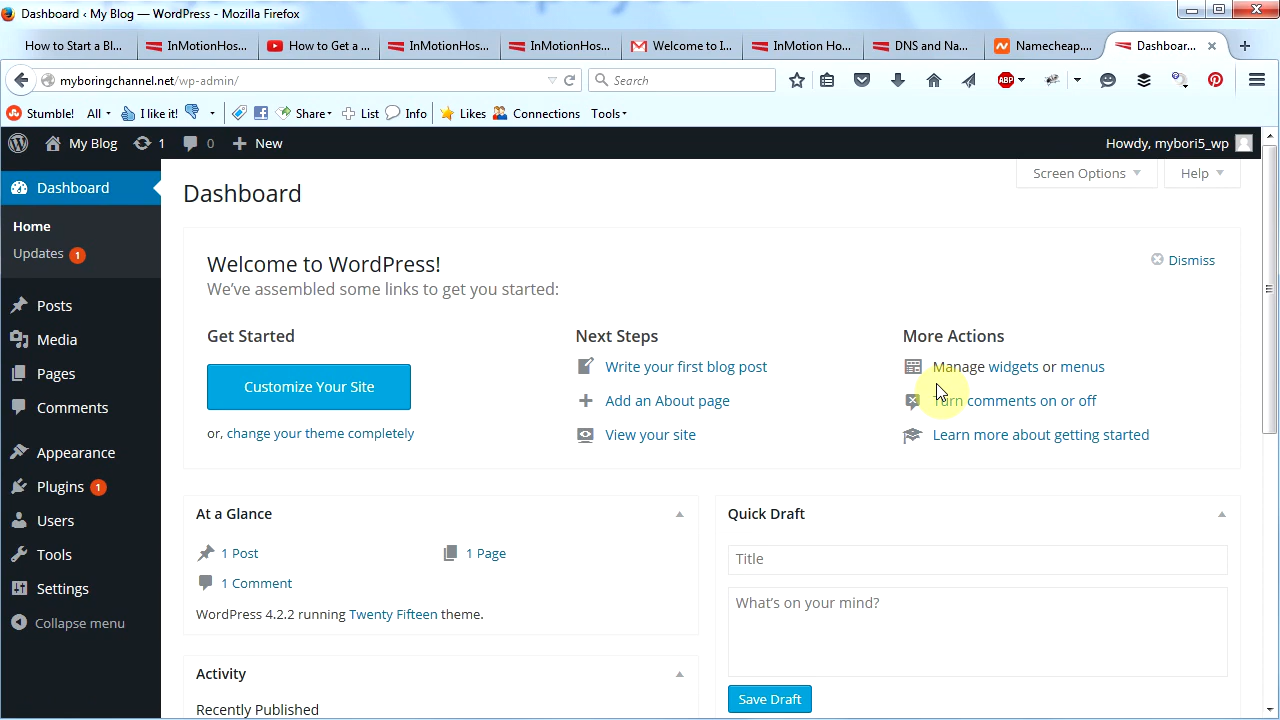 Dashboard ‹ My Blog — WordPress - Mozilla Firefox
How to Start a Bl... InMotionHos... How to Get a ... InMotionHos... InMotionHos... Welcome to I... InMotion Ho... DNS and Na... Namecheap.... Dashboar...
myboringchannel.net/wp-admin/ Search ABP
Stumble! All I like it! Share List Info Likes Connections Tools
My Blog 1 0 New Howdy, mybori5_wp
Dashboard
Home
Updates 1
Posts
Media
Pages
Comments
Appearance
Plugins 1
Users
Tools
Settings
Collapse menu
Screen Options Help
Dashboard
Welcome to WordPress!
Dismiss
We've assembled some links to get you started:
Get Started
Customize Your Site
or, change your theme completely
Next Steps
Write your first blog post
Add an About page
View your site
More Actions
Manage widgets or menus
Turn comments on or off
Learn more about getting started
At a Glance
1 Post 1 Page
1 Comment
WordPress 4.2.2 running Twenty Fifteen theme.
Activity
Recently Published
Quick Draft
Title
What's on your mind?
Save Draft